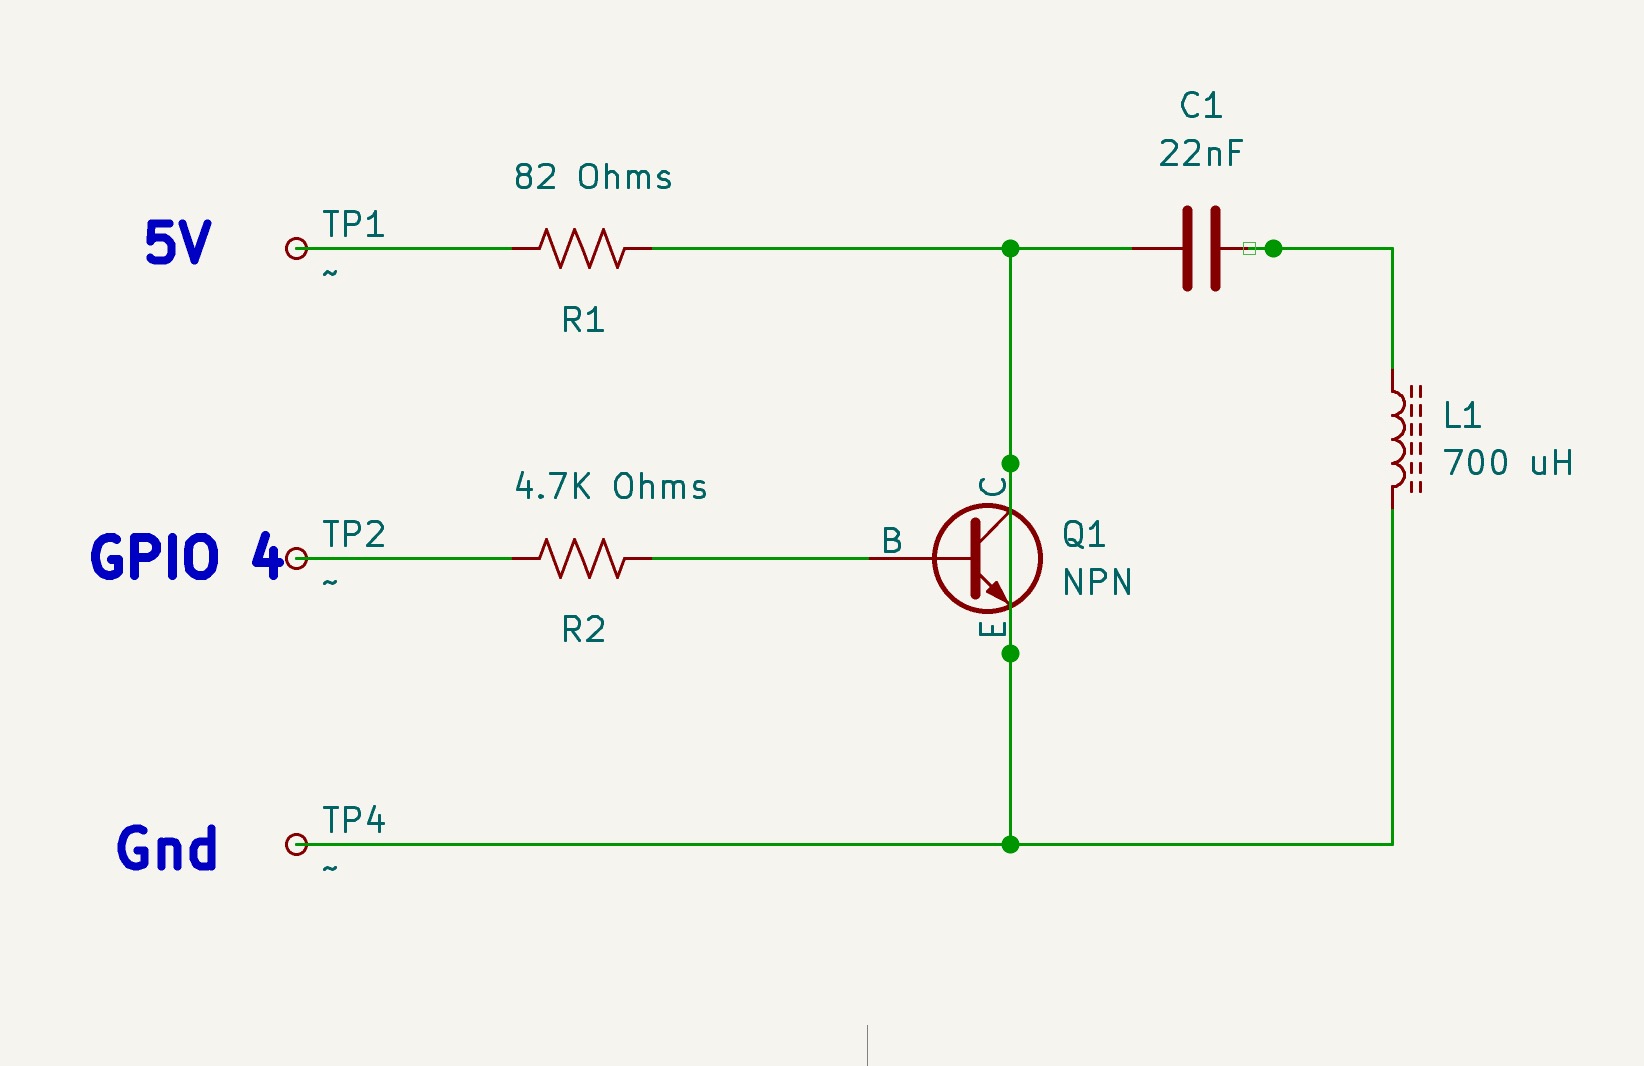 C1
22nF
82 Ohms
5V
TP1
~
R1
L1
700 uH
4.7K Ohms
C
GPIO 4
TP2
~
B
Q1
NPN
R2
E
Gnd
TP4
~